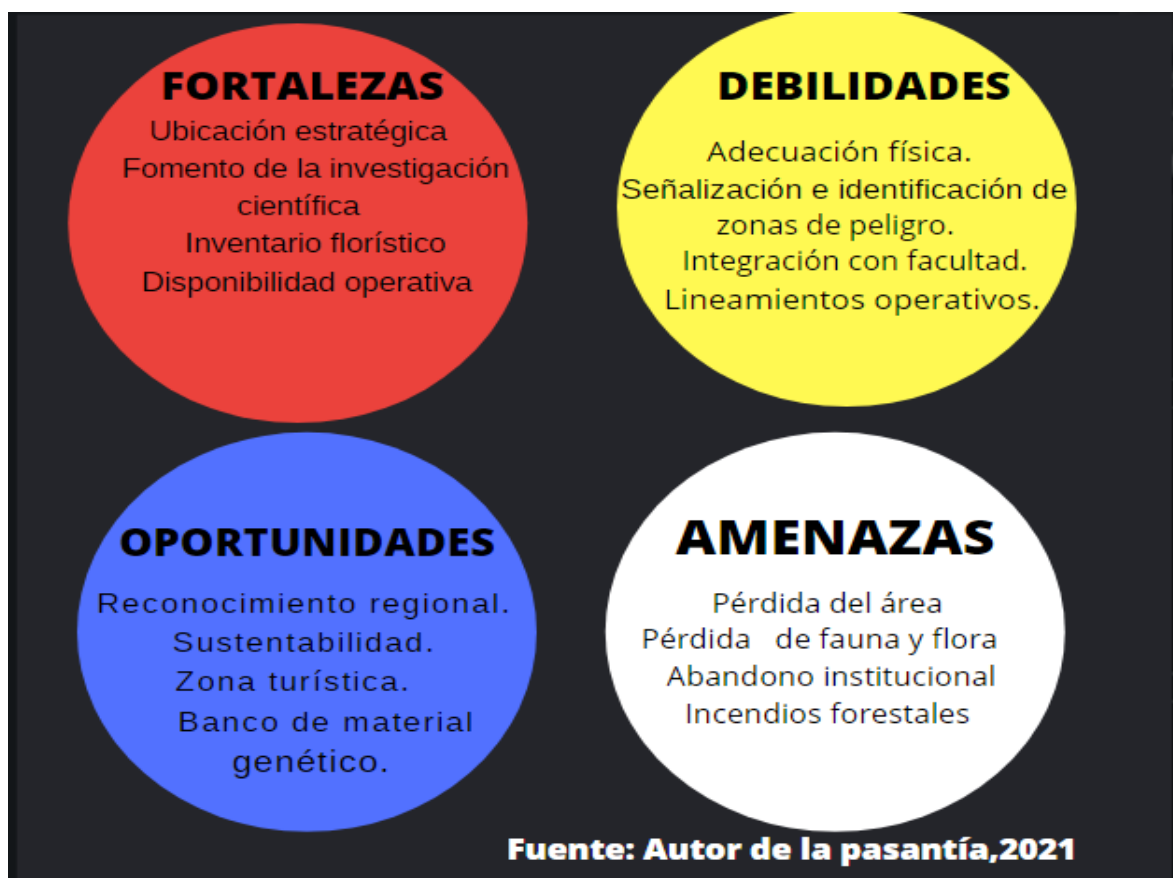 FORTALEZAS
Ubicación estratégica
Fomento de la investigación
científica
Inventario florístico
Disponibilidad operativa
DEBILIDADES
Adecuación física.
Señalización e identificación de
zonas de peligro.
Integración con facultad.
Lineamientos operativos.
OPORTUNIDADES
Reconocimiento regional.
Sustentabilidad.
Zona turística.
Banco de material
genético.
AMENAZAS
Pérdida del área
Pérdida de fauna y flora
Abandono institucional
Incendios forestales
Fuente: Autor de la pasantía,2021